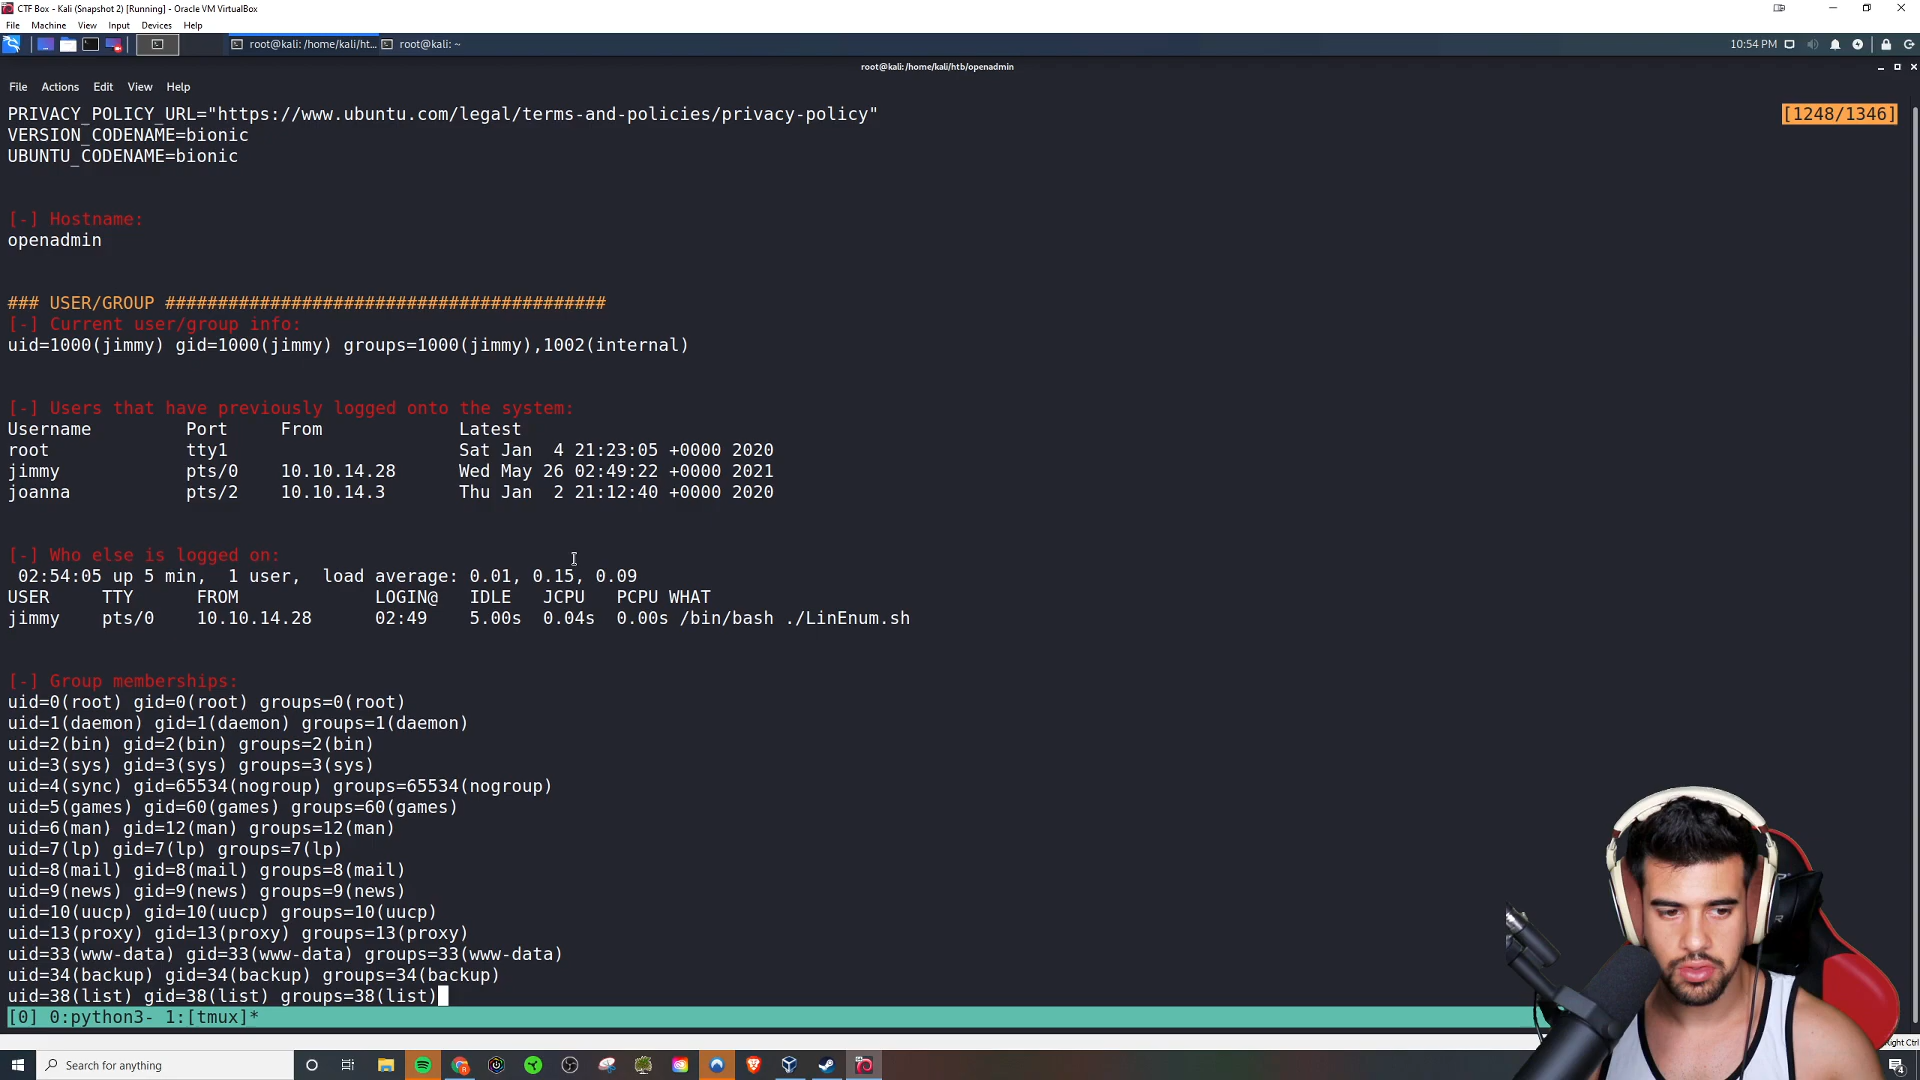 CTF Box - Kali (Snapshot 2) [Running] - Oracle VM VirtualBox
File Machine View Input Devices Help
root@kali: /home/kali/ht... root@kali: ~ 10:54 PM
root@kali: /home/kali/htb/openadmin
File Actions Edit View Help
PRIVACY_POLICY_URL="https://www.ubuntu.com/legal/terms-and-policies/privacy-policy" [1248/1346]
VERSION_CODENAME=bionic
UBUNTU_CODENAME=bionic
[-] Hostname:
openadmin
### USER/GROUP ##########################################
[-] Current user/group info:
uid=1000(jimmy) gid=1000(jimmy) groups=1000(jimmy),1002(internal)
[-] Users that have previously logged onto the system:
Username Port From Latest
root tty1 Sat Jan 4 21:23:05 +0000 2020
jimmy pts/0 10.10.14.28 Wed May 26 02:49:22 +0000 2021
joanna pts/2 10.10.14.3 Thu Jan 2 21:12:40 +0000 2020
[-] Who else is logged on:
02:54:05 up 5 min, 1 user, load average: 0.01, 0.15, 0.09
USER TTY FROM LOGIN@ IDLE JCPU PCPU WHAT
jimmy pts/0 10.10.14.28 02:49 5.00s 0.04s 0.00s /bin/bash ./LinEnum.sh
[-] Group memberships:
uid=0(root) gid=0(root) groups=0(root)
uid=1(daemon) gid=1(daemon) groups=1(daemon)
uid=2(bin) gid=2(bin) groups=2(bin)
uid=3(sys) gid=3(sys) groups=3(sys)
uid=4(sync) gid=65534(nogroup) groups=65534(nogroup)
uid=5(games) gid=60(games) groups=60(games)
uid=6(man) gid=12(man) groups=12(man)
uid=7(lp) gid=7(lp) groups=7(lp)
uid=8(mail) gid=8(mail) groups=8(mail)
uid=9(news) gid=9(news) groups=9(news)
uid=10(uucp) gid=10(uucp) groups=10(uucp)
uid=13(proxy) gid=13(proxy) groups=13(proxy)
uid=33(www-data) gid=33(www-data) groups=33(www-data)
uid=34(backup) gid=34(backup) groups=34(backup)
uid=38(list) gid=38(list) groups=38(list)
[0] 0:python3- 1:[tmux]*
Right Ctrl
Search for anything